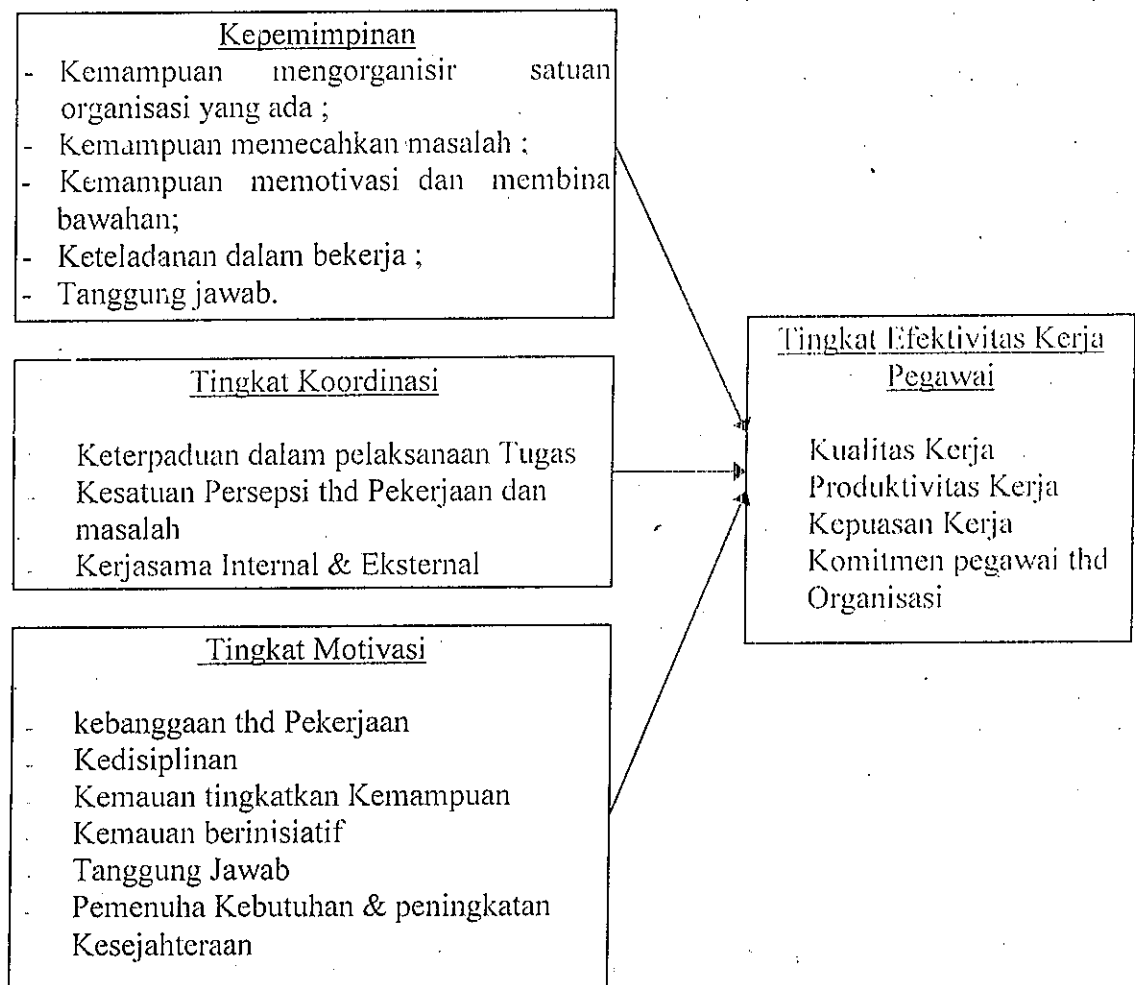 Kepemimpinan
- Kemampuan mengorganisir satuan
organisasi yang ada ;
- Kemampuan memecahkan masalah ;
- Kemampuan memotivasi dan membina
bawahan;
- Keteladanan dalam bekerja ;
- Tanggung jawab.
Tingkat Koordinasi
Keterpaduan dalam pelaksanaan Tugas
- Kesatuan Persepsi thd Pekerjaan dan
masalah
- Kerjasama Internal & Eksternal
Tingkat Motivasi
- kebanggaan thd Pekerjaan
- Kedisiplinan
- Kemauan tingkatkan Kemampuan
- Kemauan berinisiatif
- Tanggung Jawab
- Pemenuha Kebutuhan & peningkatan
Kesejahteraan
Tingkat Efektivitas Kerja
Pegawai
Kualitas Kerja
Produktivitas Kerja
Kepuasan Kerja
Komitmen pegawai thd
Organisasi